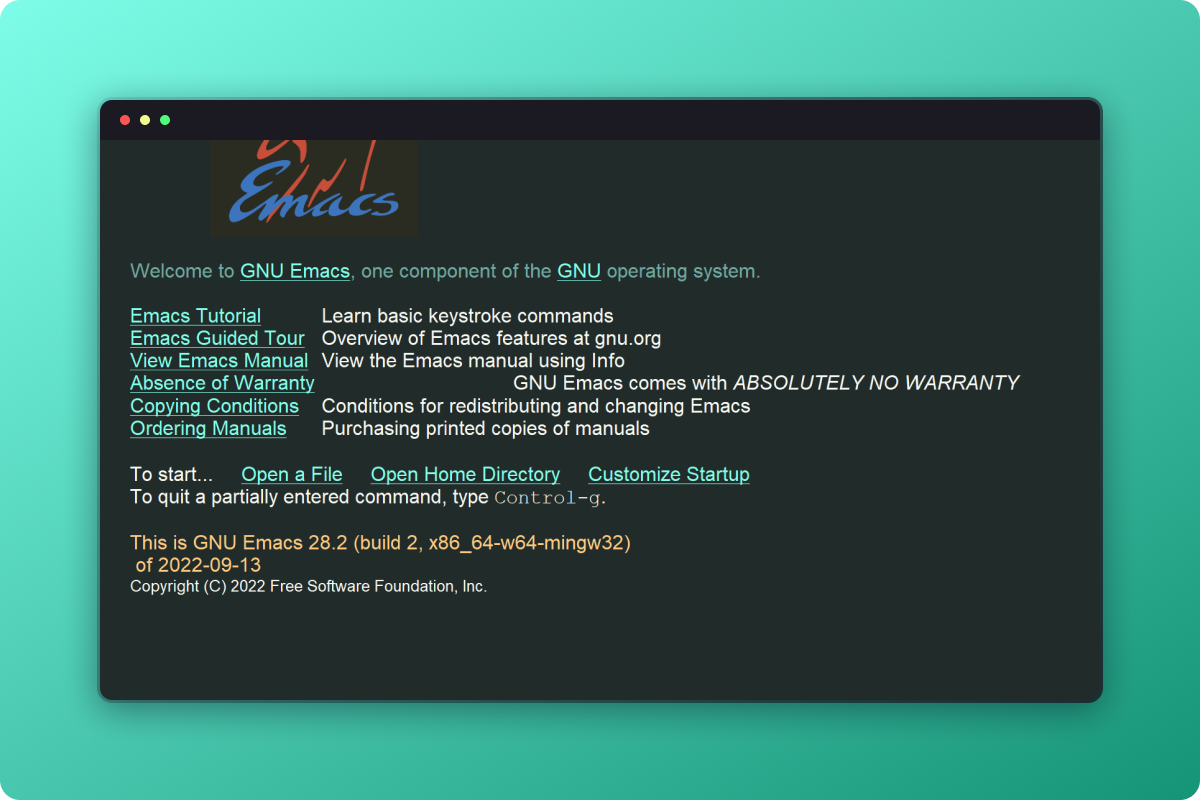 Emacs
Welcome to GNU Emacs, one component of the GNU operating system.
Emacs Tutorial Learn basic keystroke commands
Emacs Guided Tour Overview of Emacs features at gnu.org
View Emacs Manual View the Emacs manual using Info
Absence of Warranty GNU Emacs comes with ABSOLUTELY NO WARRANTY
Copying Conditions Conditions for redistributing and changing Emacs
Ordering Manuals Purchasing printed copies of manuals
To start... Open a File Open Home Directory Customize Startup
To quit a partially entered command, type Control-g.
This is GNU Emacs 28.2 (build 2, x86_64-w64-mingw32)
of 2022-09-13
Copyright (C) 2022 Free Software Foundation, Inc.